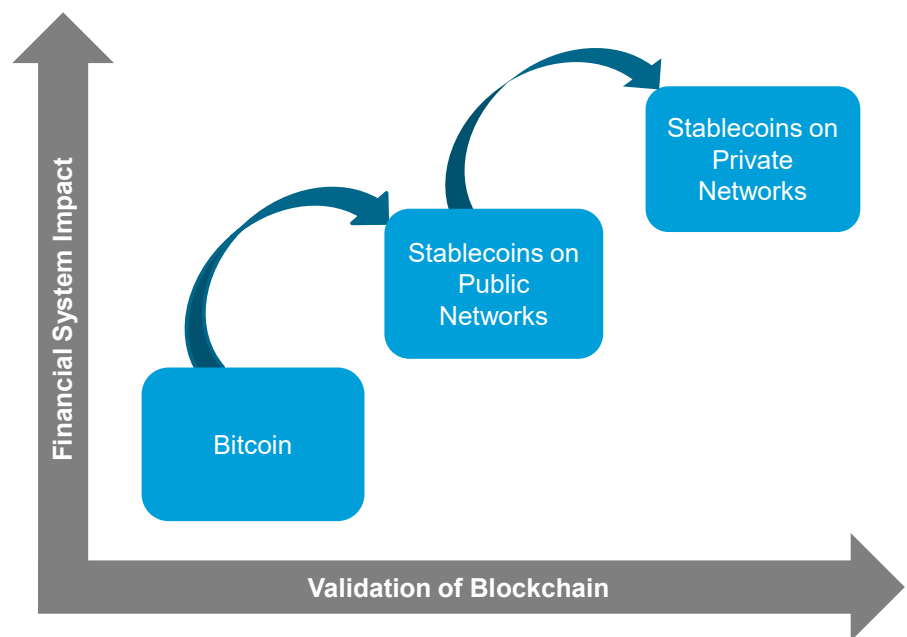 Financial System Impact
Stablecoins on
Private
Networks
Stablecoins on
Public
Networks
Bitcoin
Validation of Blockchain